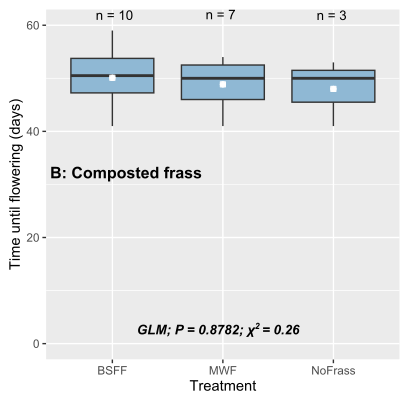 n = 10 n = 7 n = 3
60
40
20
0
Time until flowering (days)
B: Composted frass
GLM; P = 0.8782; χ² = 0.26
BSFF MWF NoFrass
Treatment